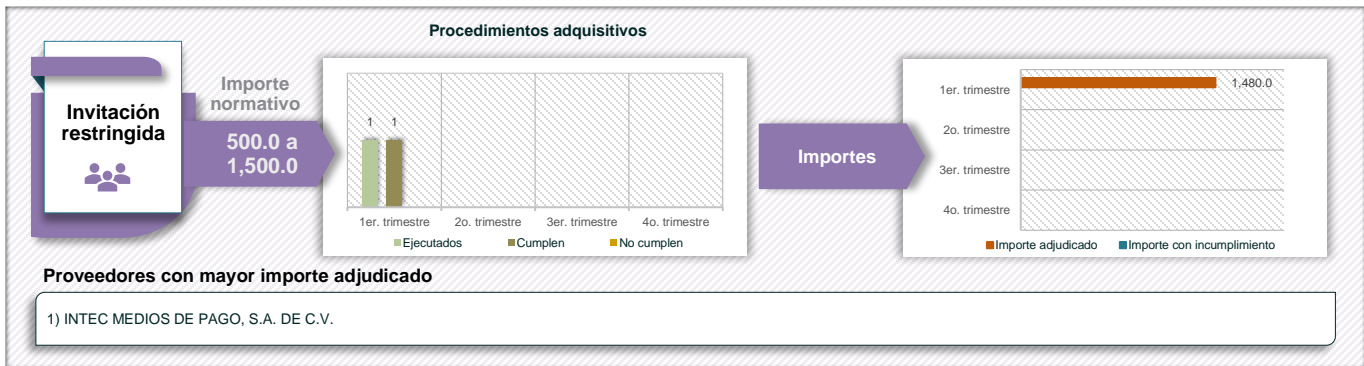 Procedimientos adquisitivos
Invitación
restringida
Importe
normativo
500.0 a
1,500.0
1
1
1er. trimestre
2o. trimestre
3er. trimestre
4o. trimestre
Ejecutados
Cumplen
No cumplen
Importes
1er. trimestre
1,480.0
2o. trimestre
3er. trimestre
4o. trimestre
Importe adjudicado
Importe con incumplimiento
Proveedores con mayor importe adjudicado
1) INTEC MEDIOS DE PAGO, S.A. DE C.V.